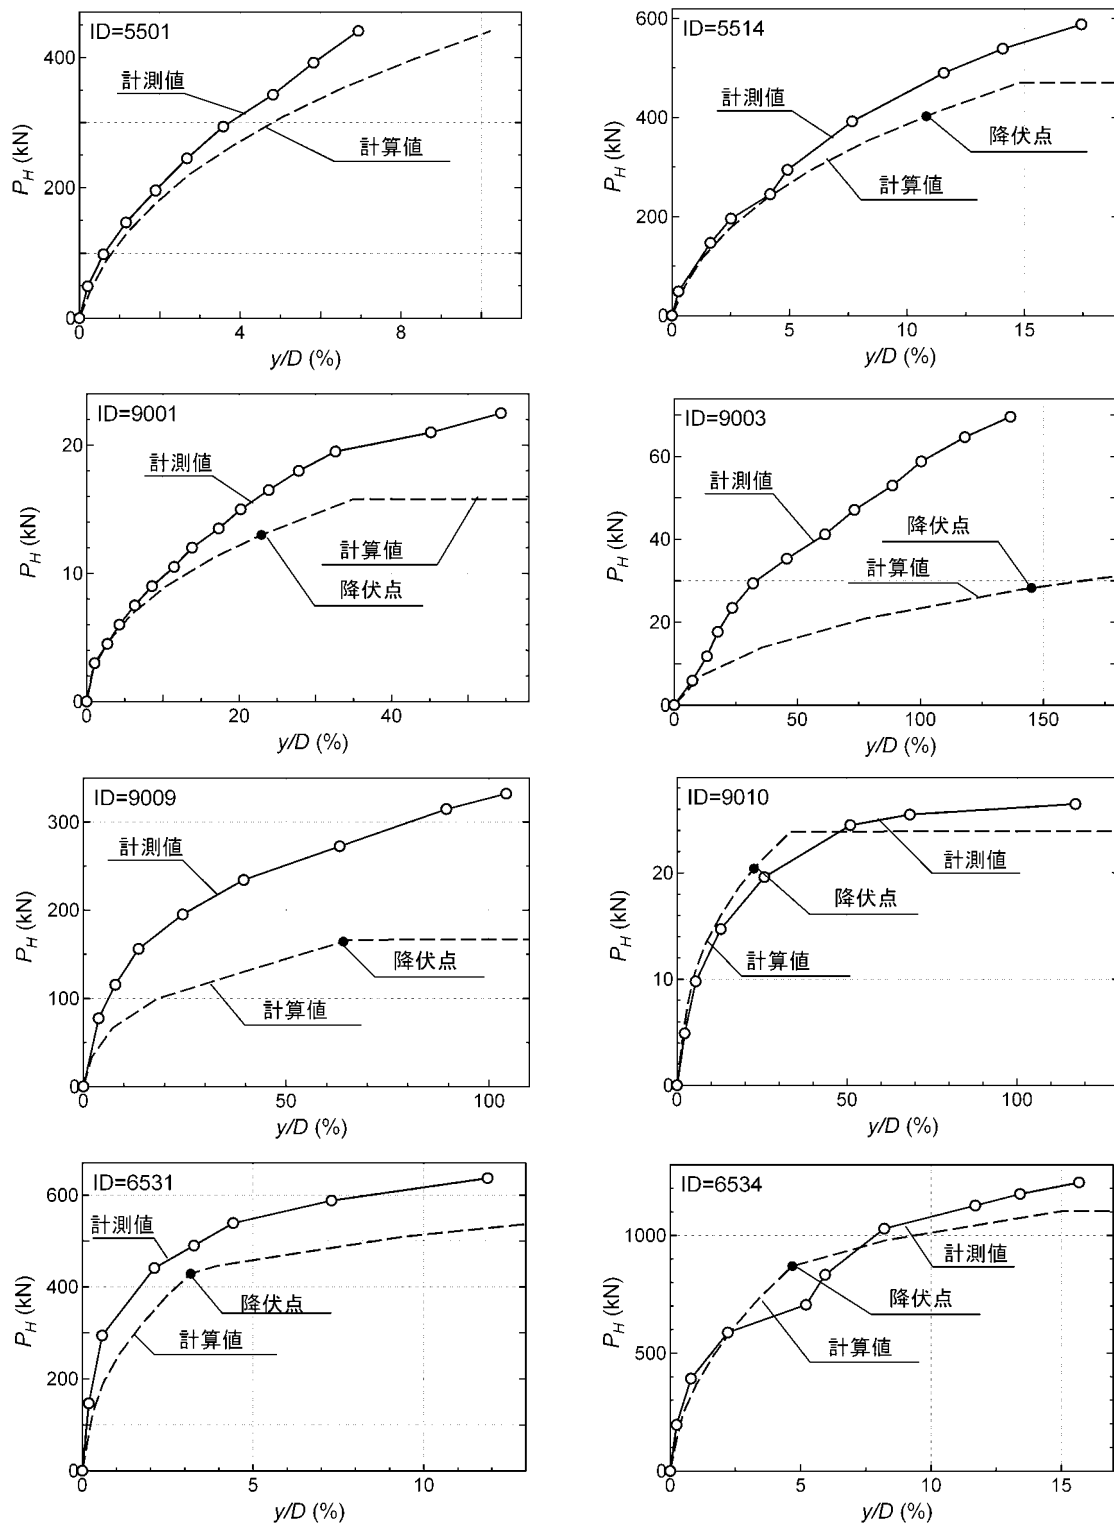 ID=5501
400
計測値
計算値
200
P_H (kN)
0
0
4
8
y/D (%)
ID=5514
600
計測値
400
降伏点
計算値
200
P_H (kN)
0
0
5
10
15
y/D (%)
ID=9001
20
計測値
計算値
10
降伏点
P_H (kN)
0
0
20
40
y/D (%)
ID=9003
60
計測値
降伏点
40
計算値
20
P_H (kN)
0
0
50
100
150
y/D (%)
ID=9009
300
計測値
200
降伏点
100
計算値
P_H (kN)
0
0
50
100
y/D (%)
ID=9010
計測値
20
降伏点
計算値
10
P_H (kN)
0
0
50
100
y/D (%)
ID=6531
600
計測値
400
降伏点
計算値
200
P_H (kN)
0
0
5
10
y/D (%)
ID=6534
1000
計測値
降伏点
500
計算値
P_H (kN)
0
0
5
10
15
y/D (%)